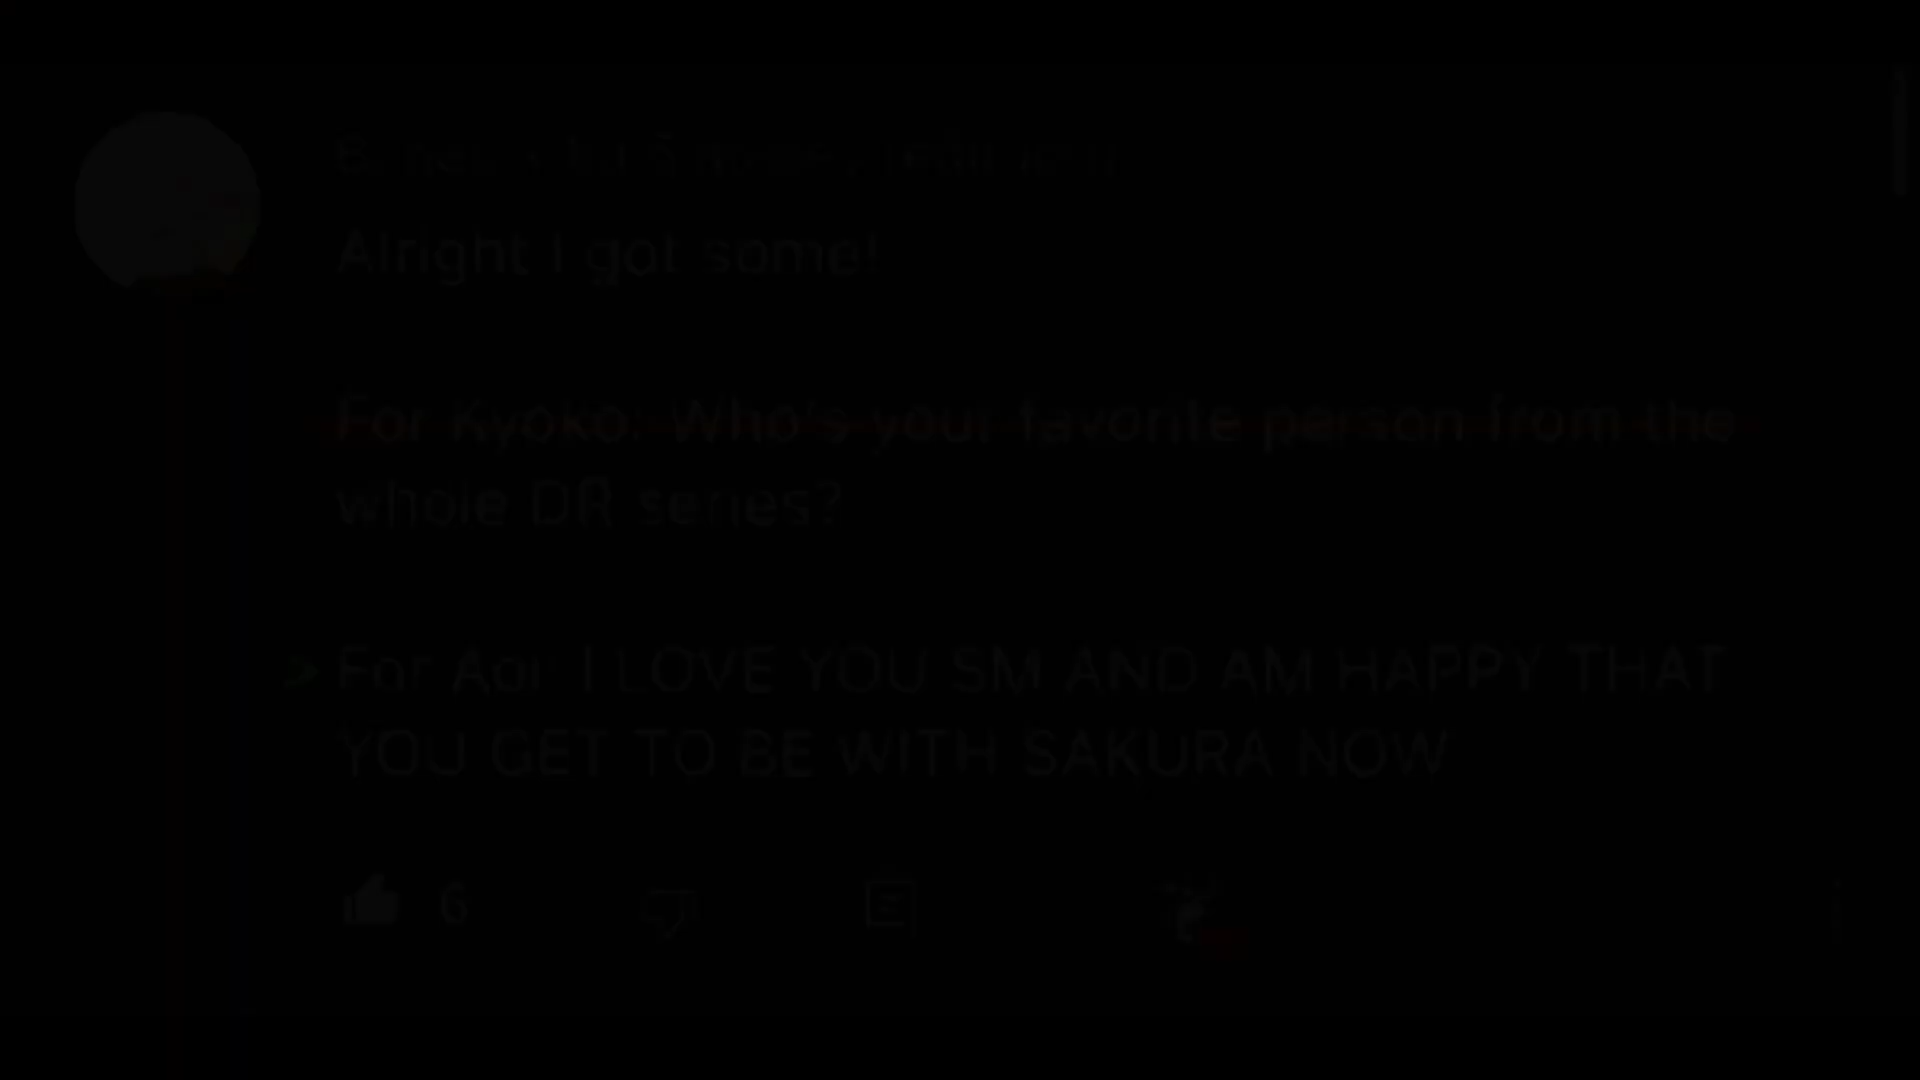 Alright I got some!
For Kyoko: Who's your favorite person from the
whole DR series?
For Aoi: I LOVE YOU SM AND AM HAPPY THAT
YOU GET TO BE WITH SAKURA NOW
6